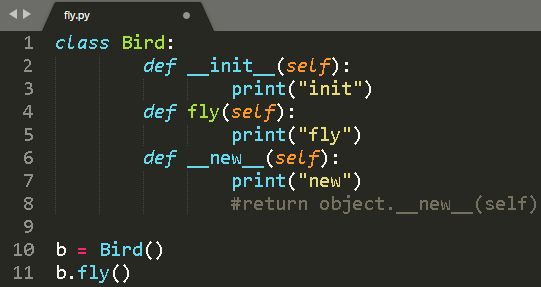 fly.py
1 class Bird:
2 def __init__(self):
3 print("init")
4 def fly(self):
5 print("fly")
6 def __new__(self):
7 print("new")
8 #return object.__new__(self)
9
10 b = Bird()
11 b.fly()